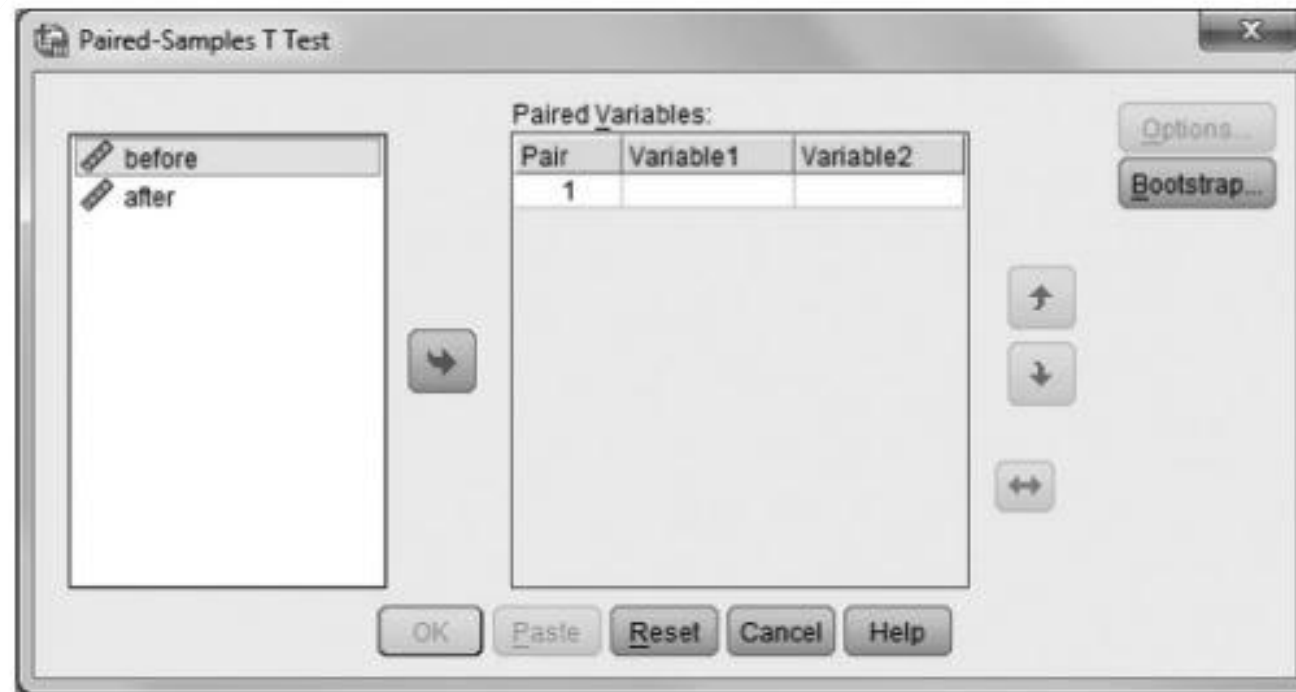 Paired-Samples T Test
before
after
Paired Variables:
Pair Variable1 Variable2
1
Options...
Bootstrap...
OK Paste Reset Cancel Help